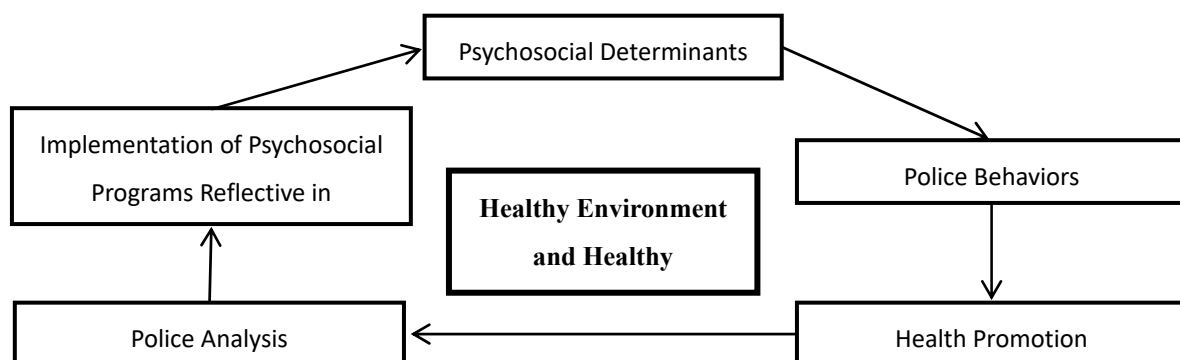 Psychosocial Determinants
Implementation of Psychosocial
Programs Reflective in
Police Behaviors
Healthy Environment
and Healthy
Police Analysis
Health Promotion